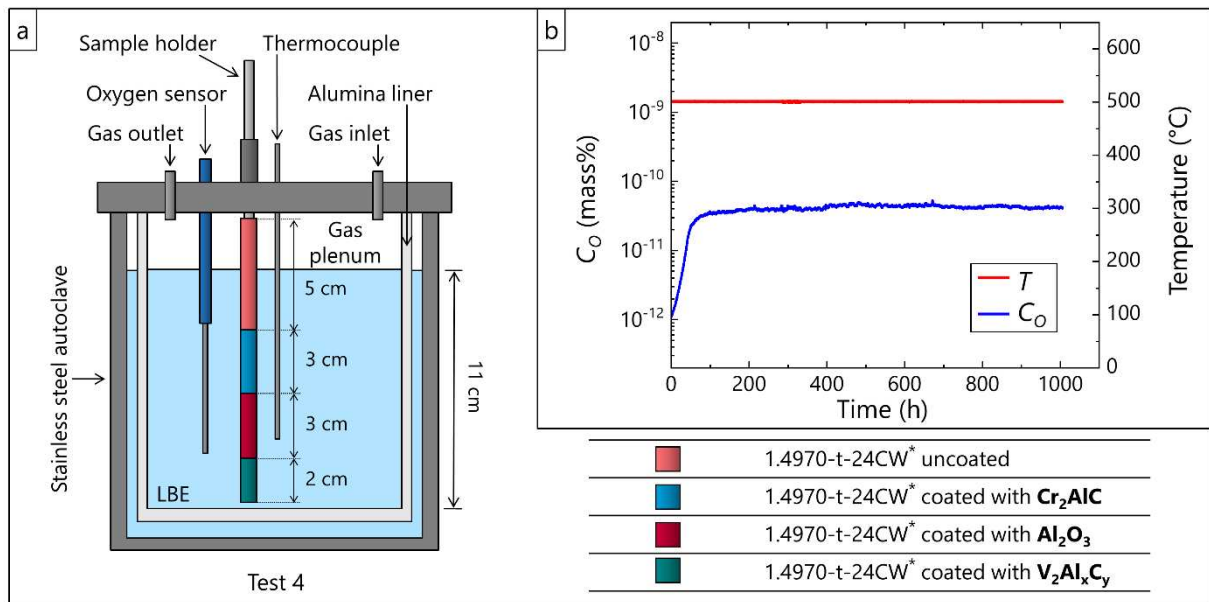 a
Sample holder
Thermocouple
Oxygen sensor
Alumina liner
Gas outlet
Gas inlet
Gas
plenum
5 cm
3 cm
3 cm
2 cm
11 cm
Stainless steel autoclave
LBE
Test 4
b
10⁻⁸
10⁻⁹
10⁻¹⁰
10⁻¹¹
10⁻¹²
C_O (mass%)
600
500
400
300
200
100
0
Temperature (°C)
T
C_O
0 200 400 600 800 1000
Time (h)
1.4970-t-24CW* uncoated
1.4970-t-24CW* coated with Cr₂AlC
1.4970-t-24CW* coated with Al₂O₃
1.4970-t-24CW* coated with V₂AlₓC_y